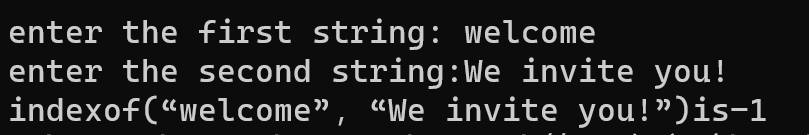 enter the first string: welcome
enter the second string:We invite you!
indexof(“welcome”, “We invite you!”)is-1